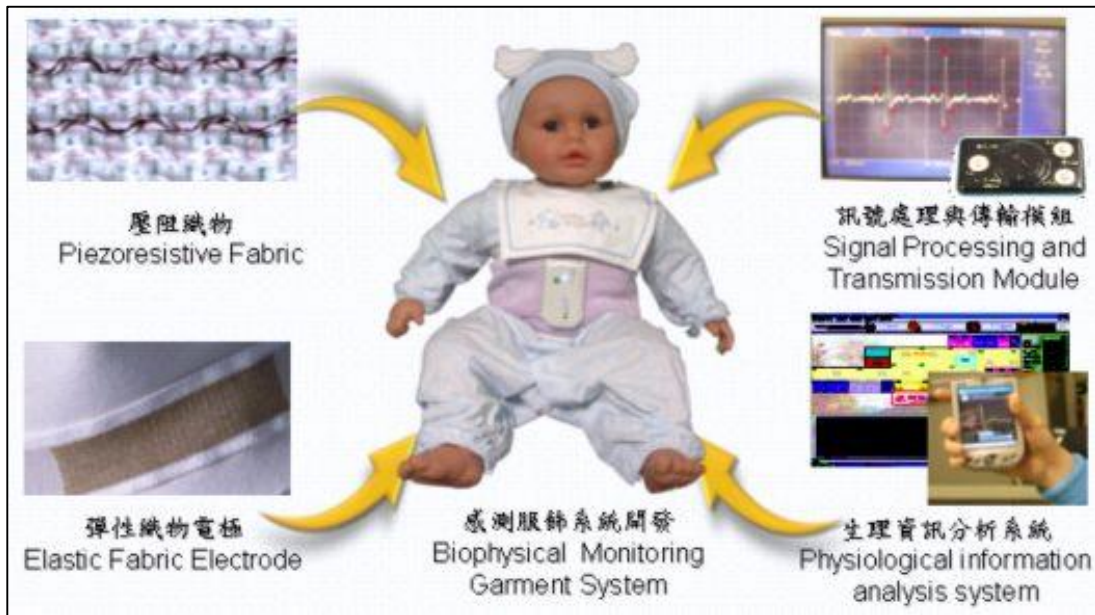 壓阻織物
Piezoresistive Fabric
訊號處理與傳輸模組
Signal Processing and
Transmission Module
彈性織物電極
Elastic Fabric Electrode
感測服飾系統開發
Biophysical Monitoring
Garment System
生理資訊分析系統
Physiological information
analysis system